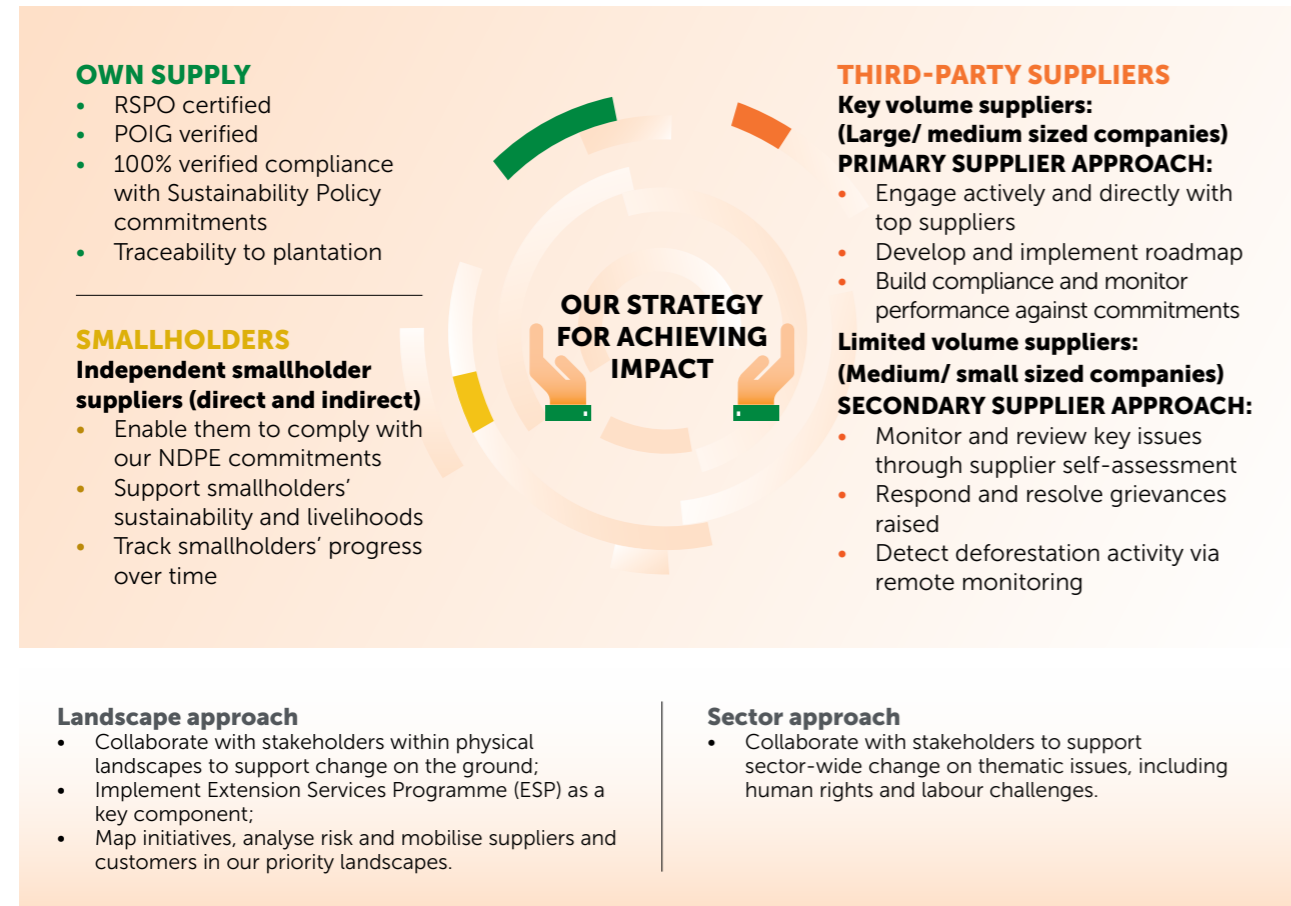 OWN SUPPLY
• RSPO certified
• POIG verified
• 100% verified compliance
with Sustainability Policy
commitments
• Traceability to plantation
SMALLHOLDERS
Independent smallholder
suppliers (direct and indirect)
• Enable them to comply with
our NDPE commitments
• Support smallholders’
sustainability and livelihoods
• Track smallholders’ progress
over time
OUR STRATEGY
FOR ACHIEVING
IMPACT
THIRD-PARTY SUPPLIERS
Key volume suppliers:
(Large/ medium sized companies)
PRIMARY SUPPLIER APPROACH:
• Engage actively and directly with
top suppliers
• Develop and implement roadmap
• Build compliance and monitor
performance against commitments
Limited volume suppliers:
(Medium/ small sized companies)
SECONDARY SUPPLIER APPROACH:
• Monitor and review key issues
through supplier self-assessment
• Respond and resolve grievances
raised
• Detect deforestation activity via
remote monitoring
Landscape approach
• Collaborate with stakeholders within physical
landscapes to support change on the ground;
• Implement Extension Services Programme (ESP) as a
key component;
• Map initiatives, analyse risk and mobilise suppliers and
customers in our priority landscapes.
Sector approach
• Collaborate with stakeholders to support
sector-wide change on thematic issues, including
human rights and labour challenges.